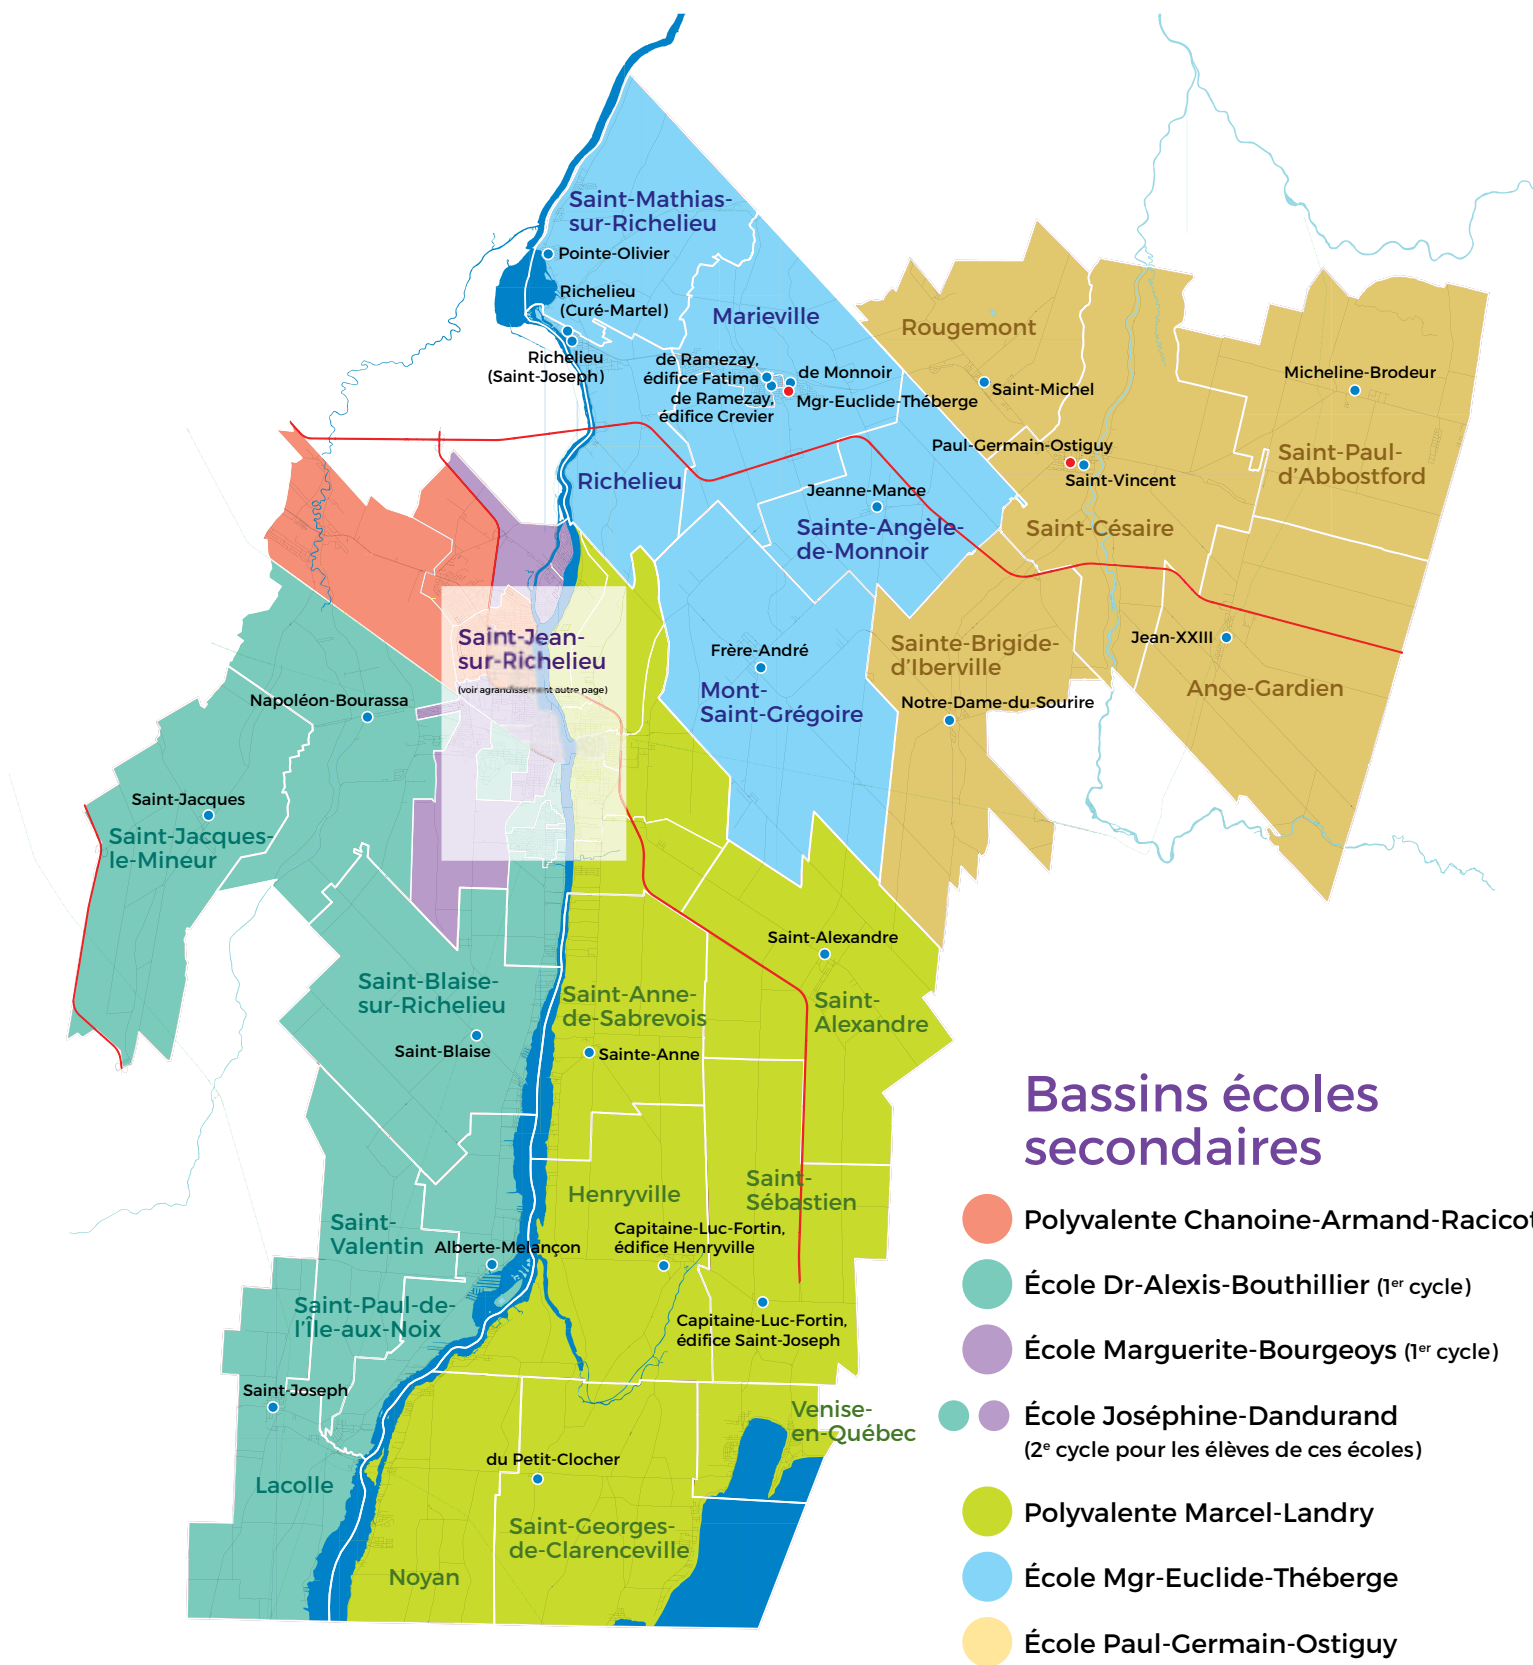 Saint-Mathias-
sur-Richelieu
Pointe-Olivier
Richelieu
(Curé-Martel)
Marieville
Rougemont
Richelieu
(Saint-Joseph)
de Ramezay,
édifice Fatima
de Monnoir
Micheline-Brodeur
Saint-Michel
de Ramezay,
édifice Crevier
Mgr-Euclide-Théberge
Paul-Germain-Ostiguy
Saint-Paul-
d'Abbostford
Richelieu
Jeanne-Mance
Saint-Vincent
Sainte-Angèle-
de-Monnoir
Saint-Césaire
Saint-Jean-
sur-Richelieu
(voir agrandissement autre page)
Frère-André
Sainte-Brigide-
d'Iberville
Jean-XXIII
Mont-
Saint-Grégoire
Ange-Gardien
Napoléon-Bourassa
Notre-Dame-du-Sourire
Saint-Jacques
Saint-Jacques-
le-Mineur
Saint-Alexandre
Saint-Blaise-
sur-Richelieu
Saint-Anne-
de-Sabrevois
Saint-
Alexandre
Saint-Blaise
Sainte-Anne
Bassins écoles
secondaires
Henryville
Saint-
Sébastien
Saint-
Valentin
Alberte-Melançon
Capitaine-Luc-Fortin,
édifice Henryville
Saint-Paul-de-
l'Île-aux-Noix
Capitaine-Luc-Fortin,
édifice Saint-Joseph
Saint-Joseph
Venise-
en-Québec
du Petit-Clocher
Lacolle
Saint-Georges-
de-Clarenceville
Noyan
Polyvalente Chanoine-Armand-Racicot
École Dr-Alexis-Bouthillier (1er cycle)
École Marguerite-Bourgeoys (1er cycle)
École Joséphine-Dandurand
(2e cycle pour les élèves de ces écoles)
Polyvalente Marcel-Landry
École Mgr-Euclide-Théberge
École Paul-Germain-Ostiguy